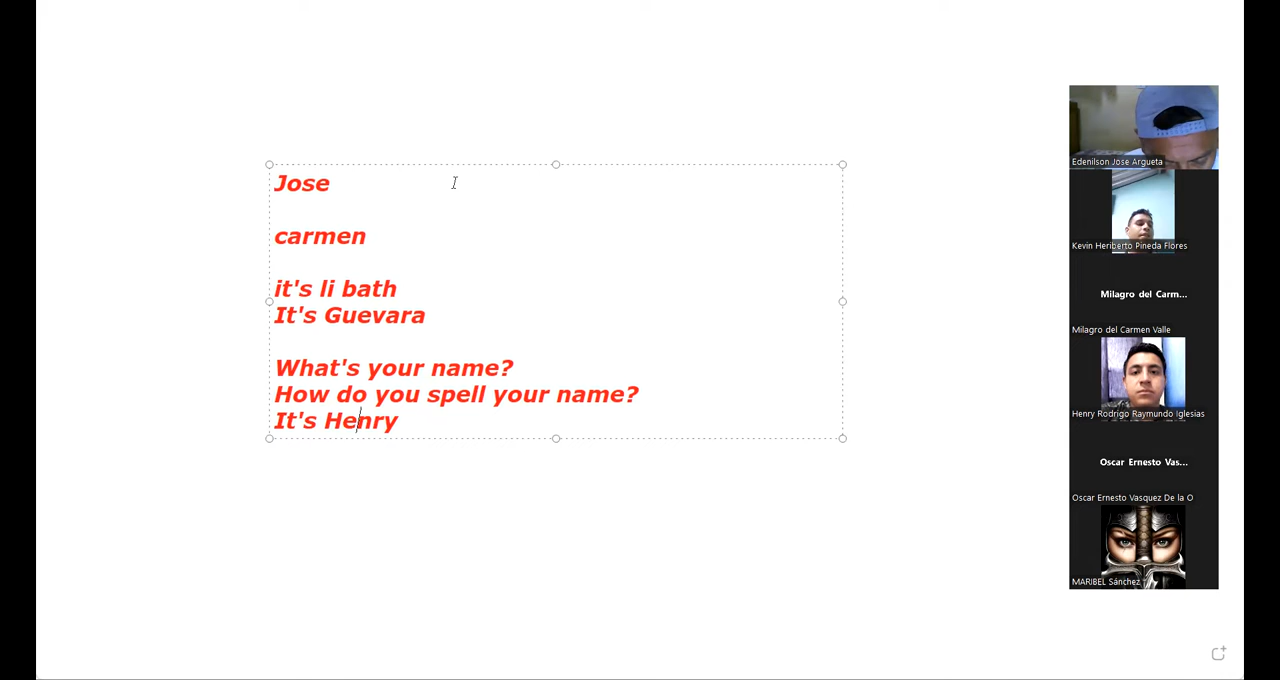 Jose
carmen
it's li bath
It's Guevara
What's your name?
How do you spell your name?
It's Henry
Edenilson Jose Argueta
Kevin Heriberto Pineda Flores
Milagro del Carm...
Milagro del Carmen Valle
Henry Rodrigo Raymundo Iglesias
Oscar Ernesto Vas...
Oscar Ernesto Vasquez De la O
MARIBEL Sánchez